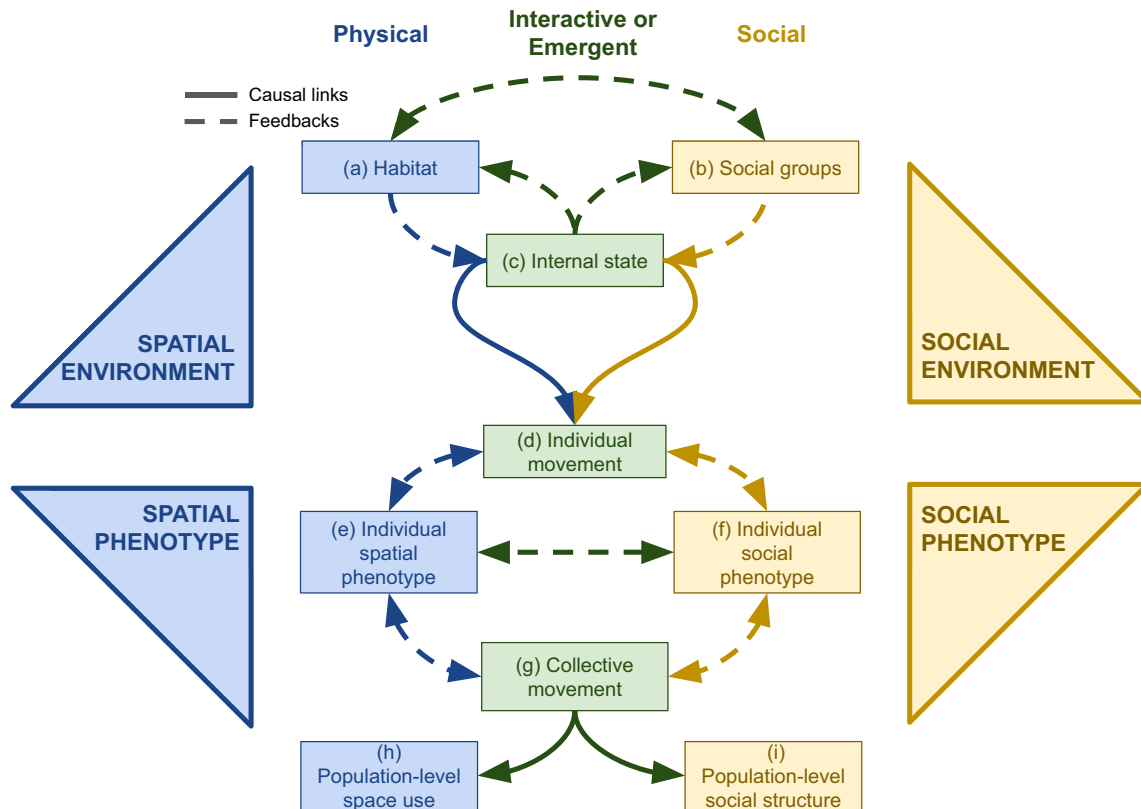 Physical
Interactive or
Emergent
Social
Causal links
Feedbacks
(a) Habitat
(b) Social groups
(c) Internal state
SPATIAL
ENVIRONMENT
SOCIAL
ENVIRONMENT
(d) Individual
movement
SPATIAL
PHENOTYPE
(e) Individual
spatial
phenotype
(f) Individual
social
phenotype
SOCIAL
PHENOTYPE
(g) Collective
movement
(h)
Population-level
space use
(i)
Population-level
social structure